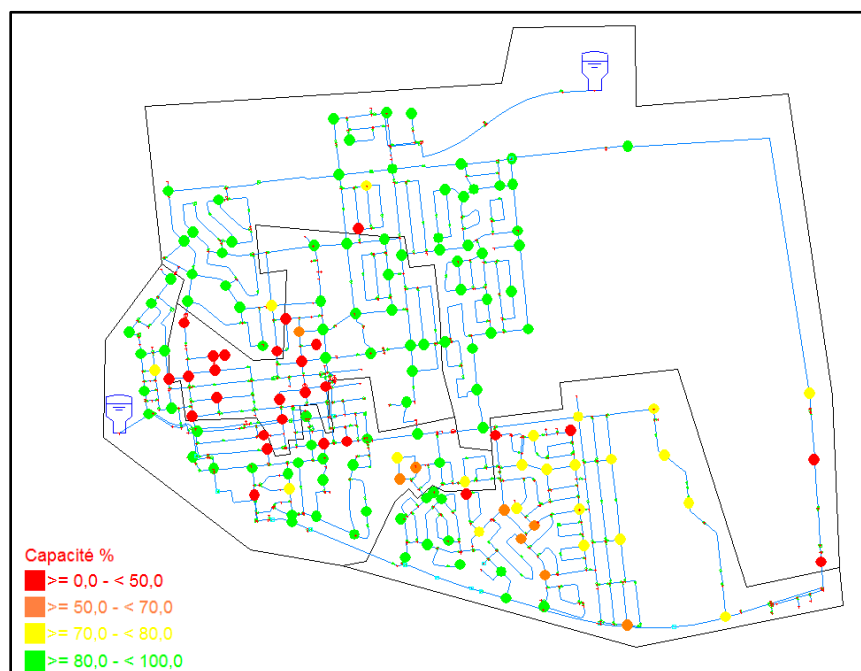 Capacité %
>= 0,0 - < 50,0
>= 50,0 - < 70,0
>= 70,0 - < 80,0
>= 80,0 - < 100,0